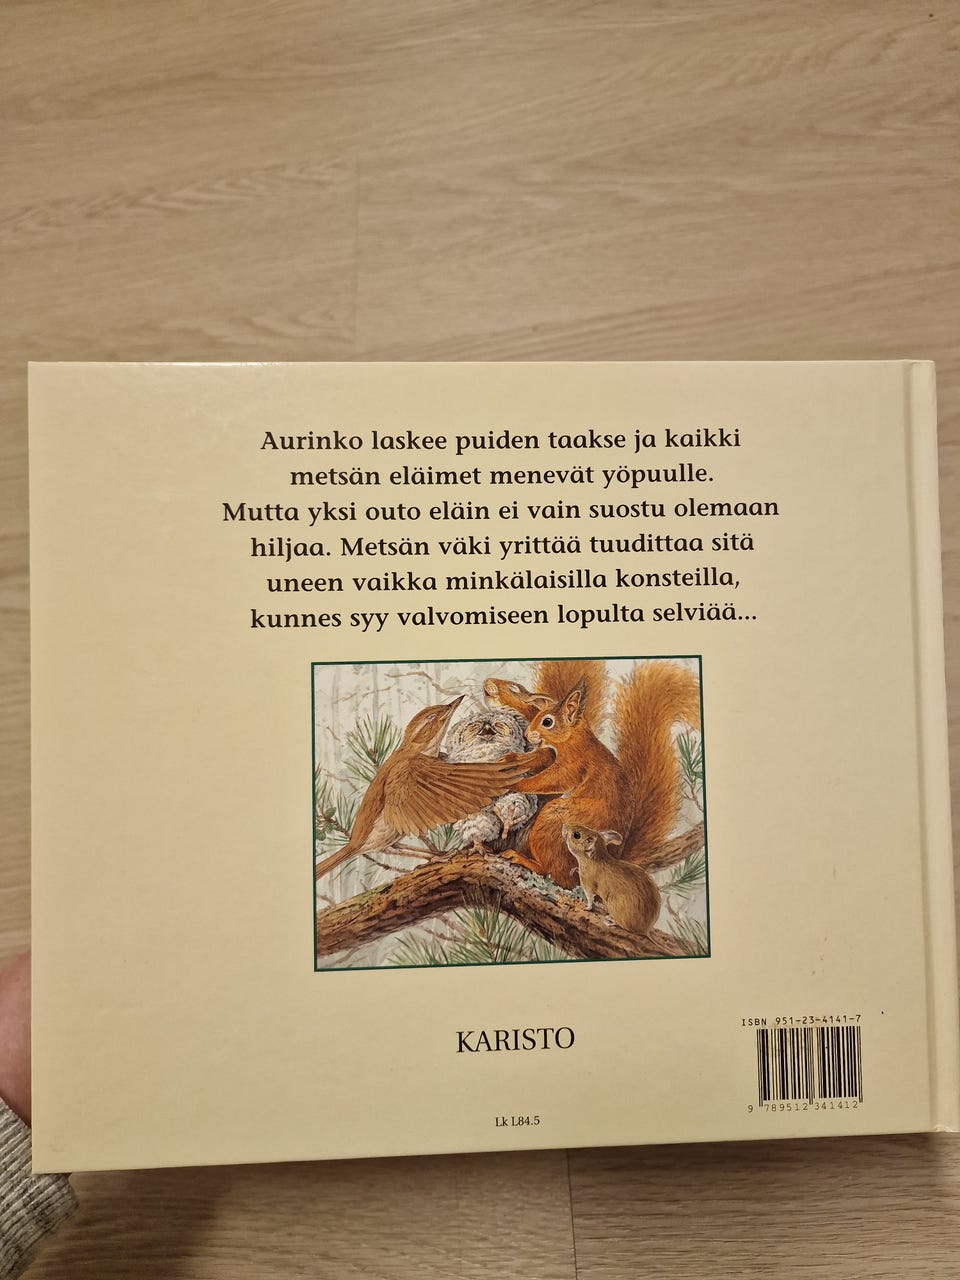 Aurinko laskee puiden taakse ja kaikki
metsän eläimet menevät yöpuulle.
Mutta yksi outo eläin ei vain suostu olemaan
hiljaa. Metsän väki yrittää tuudittaa sitä
uneen vaikka minkälaisilla konsteilla,
kunnes syy valvomiseen lopulta selviää...
KARISTO
ISBN 951-23-4141-7
9 789512 341412
Lk L84.5